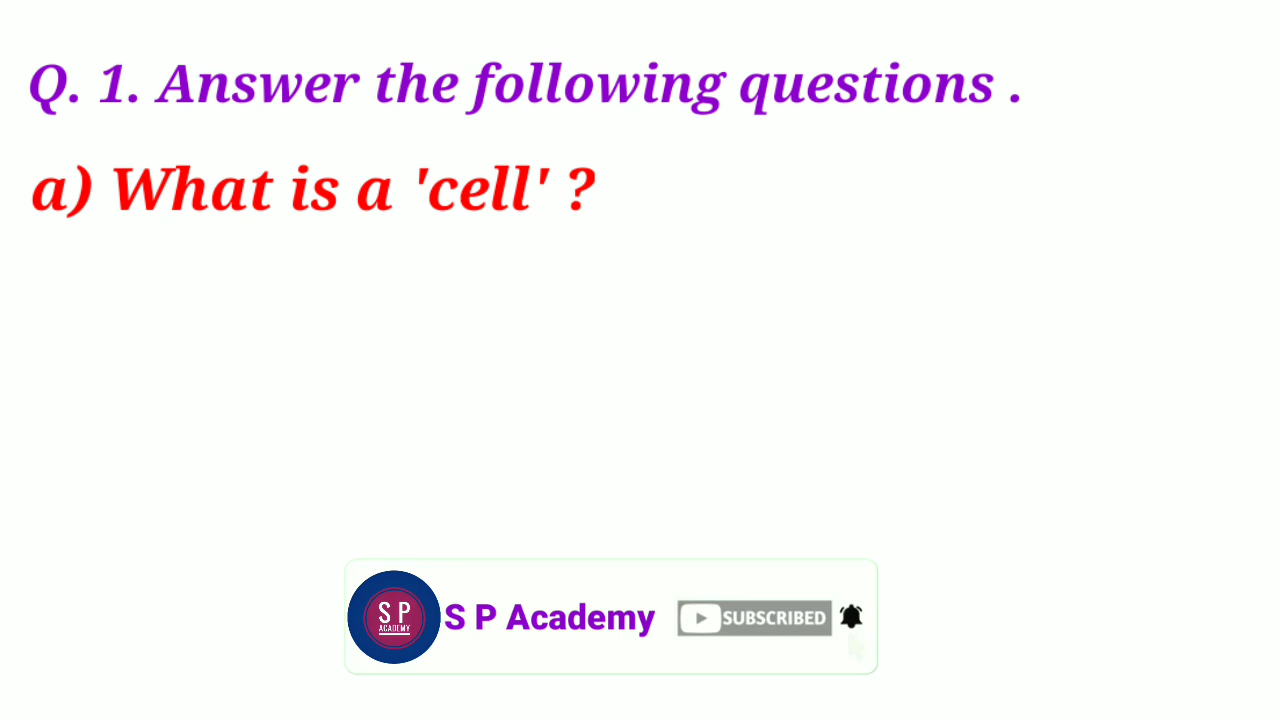 Q. 1. Answer the following questions .
a) What is a 'cell' ?
S P
ACADEMY
S P Academy
SUBSCRIBED